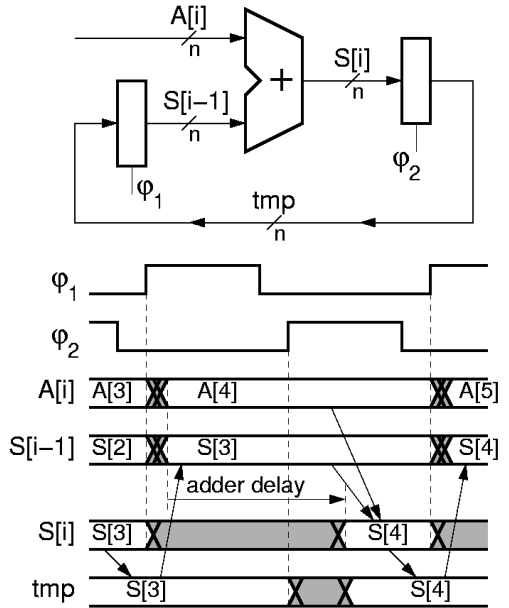 A[i]
n
S[i]
n
S[i−1]
n
+
φ1
φ2
tmp
n
φ1
φ2
A[i] A[3] A[4] A[5]
S[i−1] S[2] S[3] S[4]
adder delay
S[i] S[3] S[4]
tmp S[3] S[4]